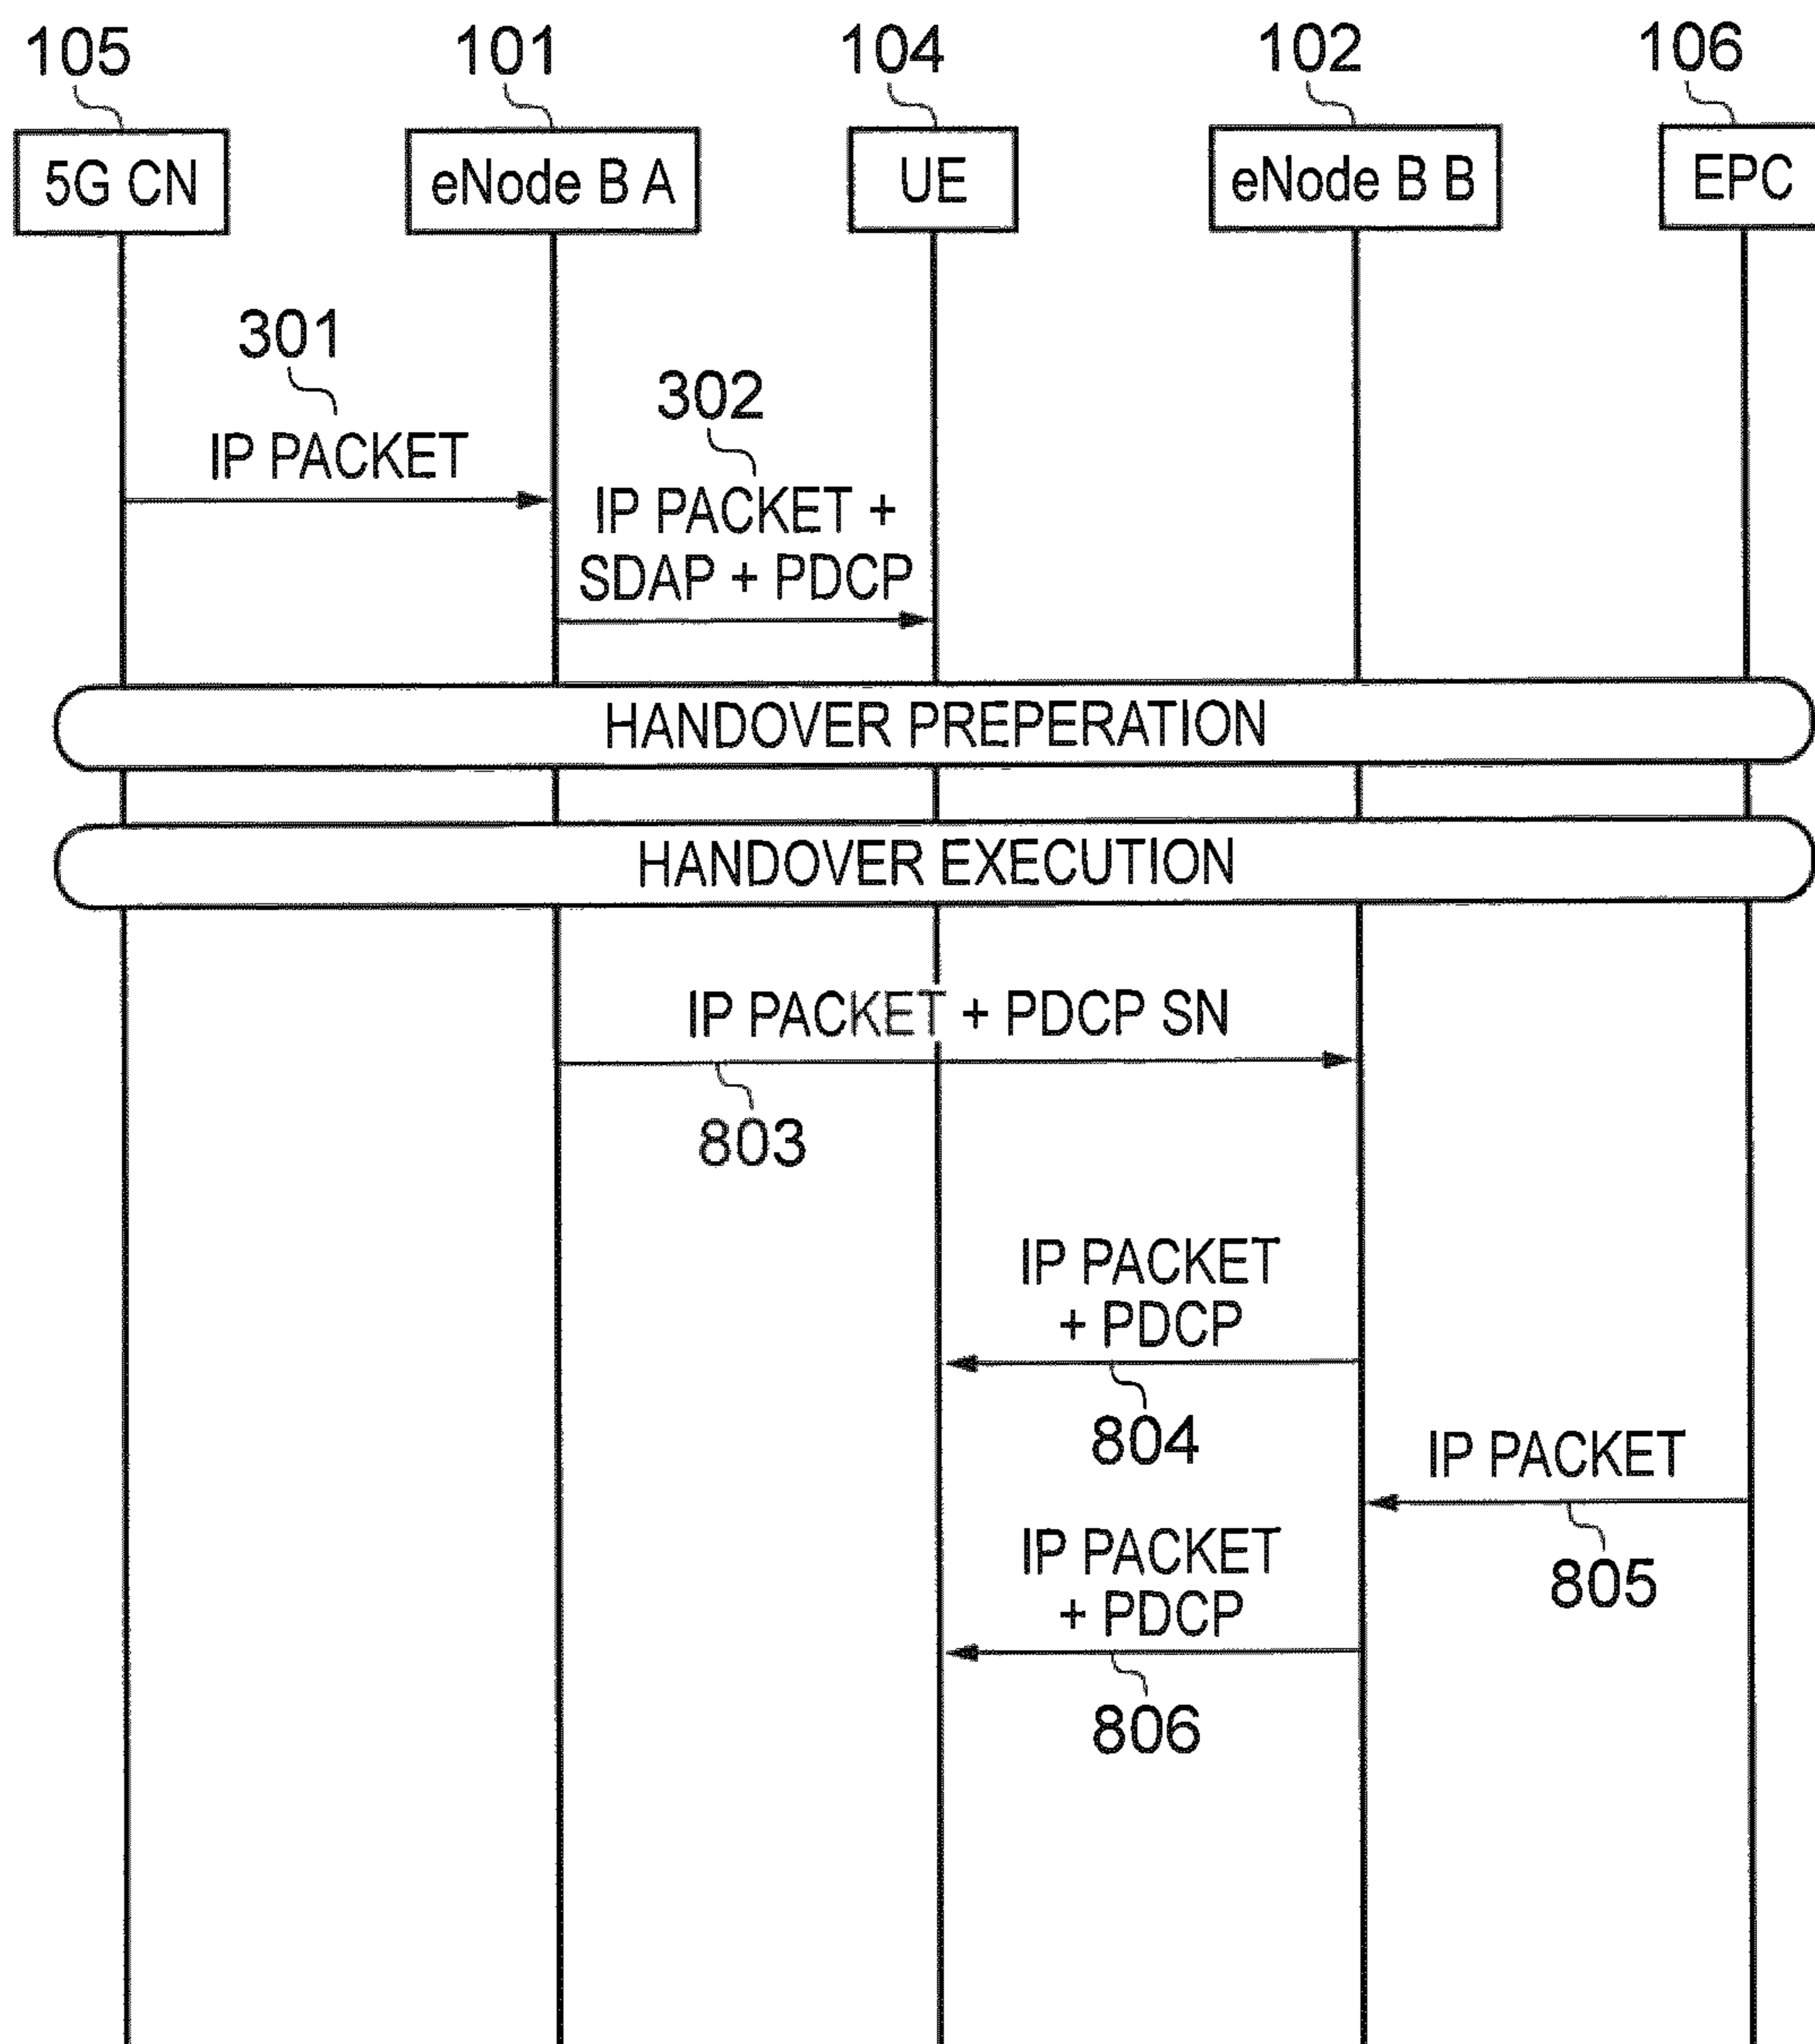 105
101
104
102
106
5G CN
eNode B A
UE
eNode B B
EPC
301
IP PACKET
302
IP PACKET +
SDAP + PDCP
HANDOVER PREPERATION
HANDOVER EXECUTION
IP PACKET + PDCP SN
803
IP PACKET
+ PDCP
804
IP PACKET
805
IP PACKET
+ PDCP
806